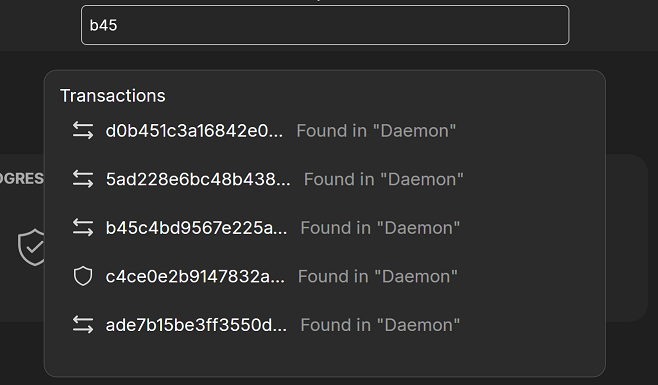 b45
Transactions
d0b451c3a16842e0... Found in "Daemon"
5ad228e6bc48b438... Found in "Daemon"
OGRES
b45c4bd9567e225a... Found in "Daemon"
c4ce0e2b9147832a... Found in "Daemon"
ade7b15be3ff3550d... Found in "Daemon"